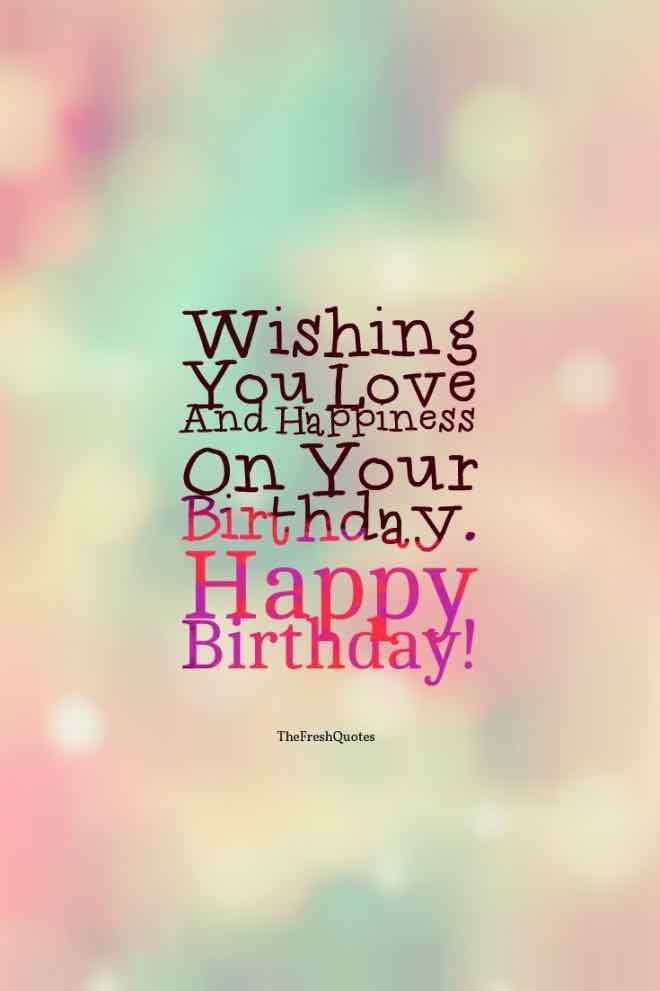 Wishing
You Love
And Happiness
On Your
Birthday.
Happy
Birthday!
TheFreshQuotes